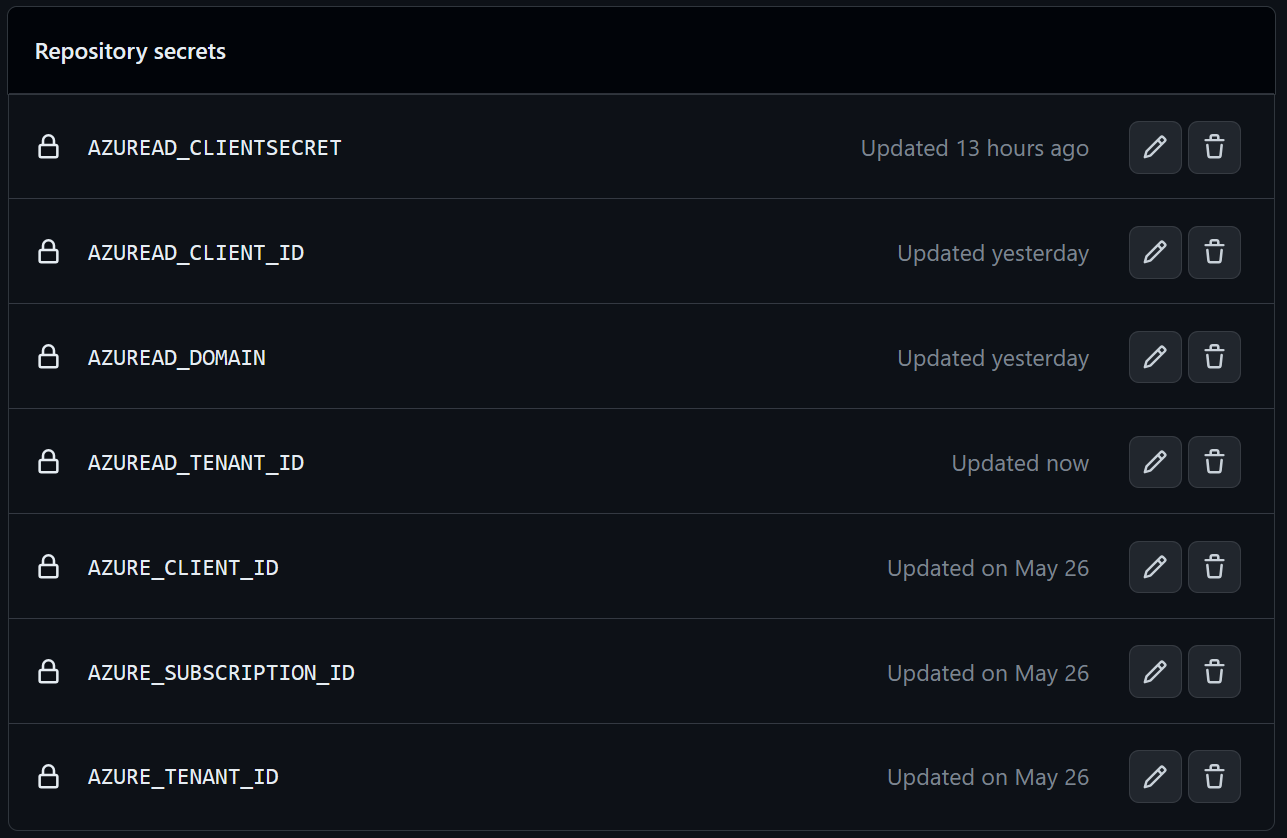 Repository secrets
AZUREAD_CLIENTSECRET Updated 13 hours ago
AZUREAD_CLIENT_ID Updated yesterday
AZUREAD_DOMAIN Updated yesterday
AZUREAD_TENANT_ID Updated now
AZURE_CLIENT_ID Updated on May 26
AZURE_SUBSCRIPTION_ID Updated on May 26
AZURE_TENANT_ID Updated on May 26